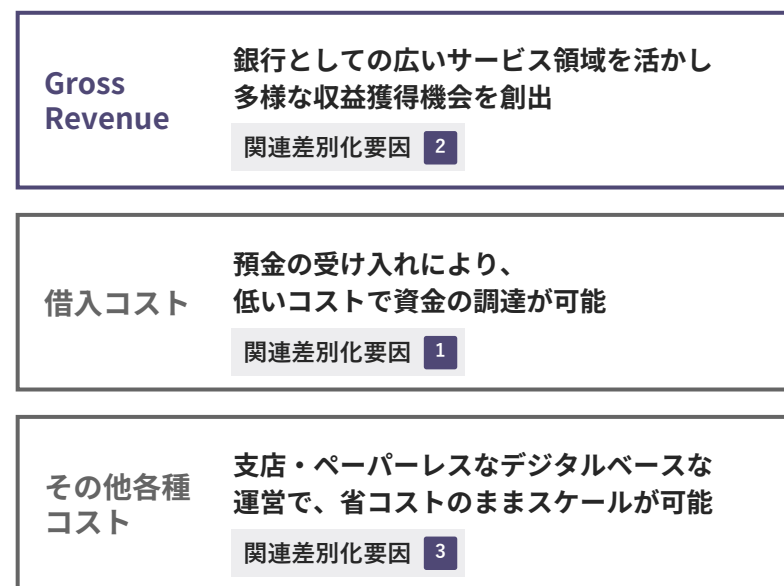 Gross
Revenue
銀行としての広いサービス領域を活かし
多様な収益獲得機会を創出
関連差別化要因 2
借入コスト
預金の受け入れにより、
低いコストで資金の調達が可能
関連差別化要因 1
その他各種
コスト
支店・ペーパーレスなデジタルベースな
運営で、省コストのままスケールが可能
関連差別化要因 3